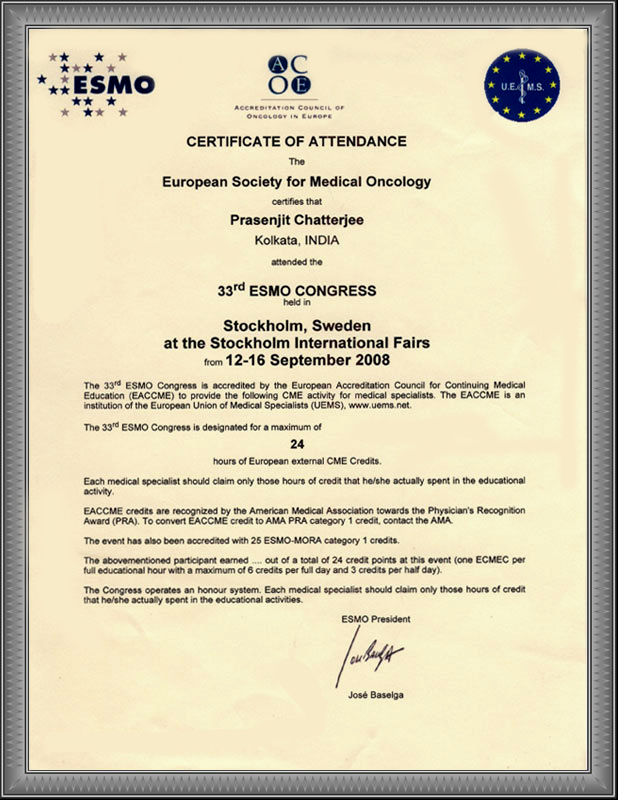 ESMO
A C
O E
ACCREDITATION COUNCIL OF
ONCOLOGY IN EUROPE
U.E.M.S.
CERTIFICATE OF ATTENDANCE
The
European Society for Medical Oncology
certifies that
Prasenjit Chatterjee
Kolkata, INDIA
attended the
33rd ESMO CONGRESS
held in
Stockholm, Sweden
at the Stockholm International Fairs
from 12-16 September 2008
The 33rd ESMO Congress is accredited by the European Accreditation Council for Continuing Medical
Education (EACCME) to provide the following CME activity for medical specialists. The EACCME is an
institution of the European Union of Medical Specialists (UEMS), www.uems.net.
The 33rd ESMO Congress is designated for a maximum of
24
hours of European external CME Credits.
Each medical specialist should claim only those hours of credit that he/she actually spent in the educational
activity.
EACCME credits are recognized by the American Medical Association towards the Physician's Recognition
Award (PRA). To convert EACCME credit to AMA PRA category 1 credit, contact the AMA.
The event has also been accredited with 25 ESMO-MORA category 1 credits.
The abovementioned participant earned .... out of a total of 24 credit points at this event (one ECMEC per
full educational hour with a maximum of 6 credits per full day and 3 credits per half day).
The Congress operates an honour system. Each medical specialist should claim only those hours of credit
that he/she actually spent in the educational activities.
ESMO President
José Baselga